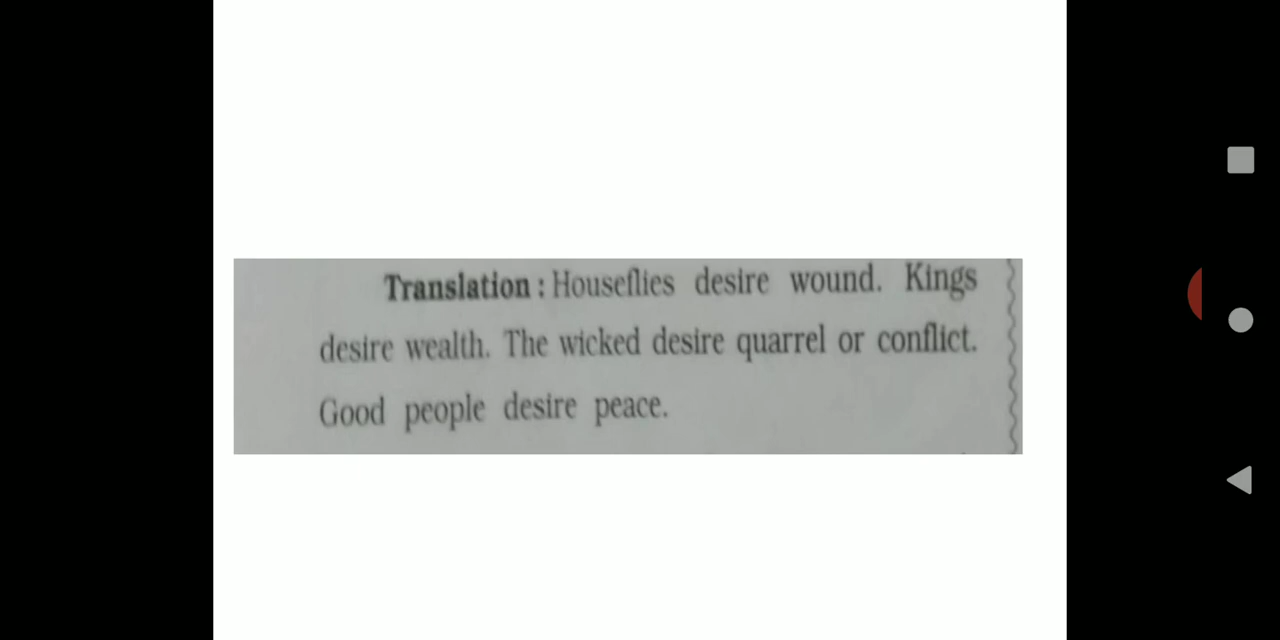 Translation : Houseflies desire wound. Kings
desire wealth. The wicked desire quarrel or conflict.
Good people desire peace.